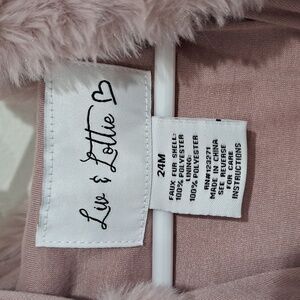 Liv & Lottie
24M
FAUX FUR SHELL:
100% POLYESTER
LINING:
100% POLYESTER
RN#123271
MADE IN CHINA
SEE REVERSE
FOR CARE
INSTRUCTIONS